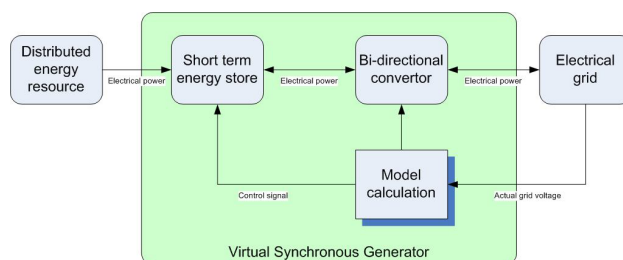 Distributed
energy
resource
Electrical power
Short term
energy store
Electrical power
Bi-directional
convertor
Electrical power
Electrical
grid
Model
calculation
Control signal
Actual grid voltage
Virtual Synchronous Generator